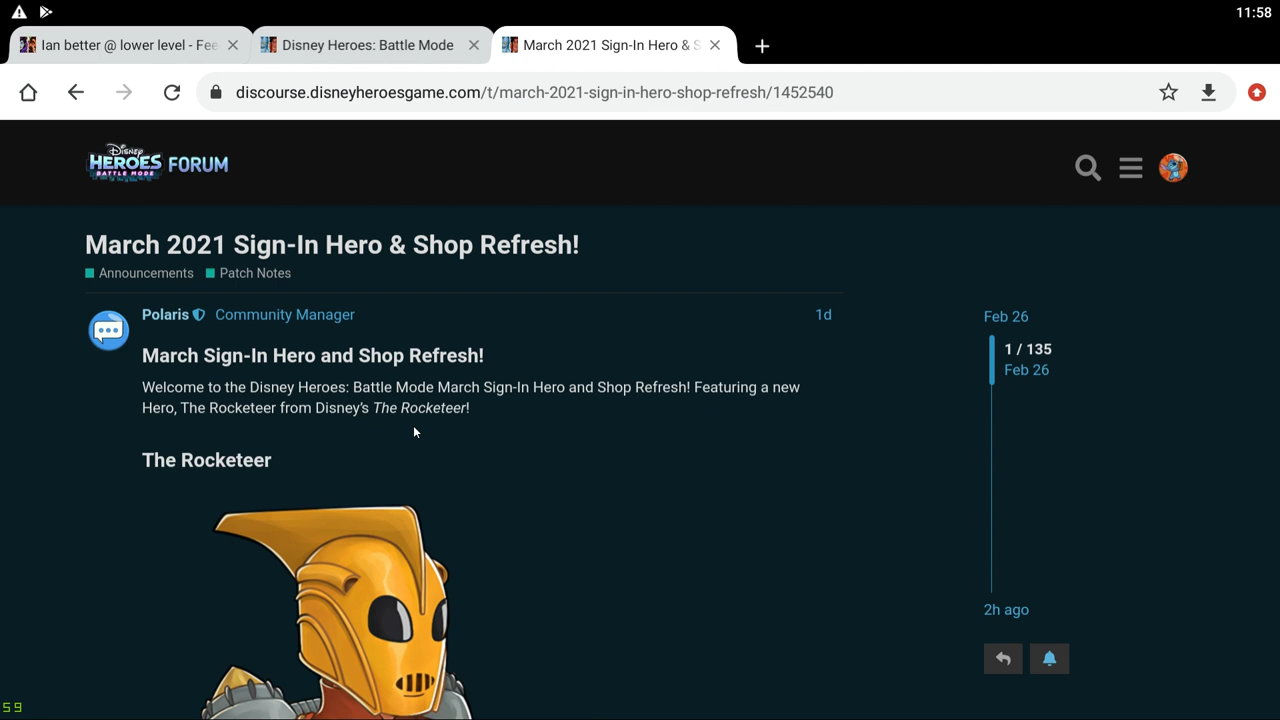 11:58
Ian better @ lower level - Fee
Disney Heroes: Battle Mode
March 2021 Sign-In Hero & S
discourse.disneyheroesgame.com/t/march-2021-sign-in-hero-shop-refresh/1452540
Disney
HEROES FORUM
BATTLE MODE
March 2021 Sign-In Hero & Shop Refresh!
Announcements Patch Notes
Polaris Community Manager 1d
Feb 26
1 / 135
Feb 26
March Sign-In Hero and Shop Refresh!
Welcome to the Disney Heroes: Battle Mode March Sign-In Hero and Shop Refresh! Featuring a new
Hero, The Rocketeer from Disney's The Rocketeer!
The Rocketeer
2h ago
59